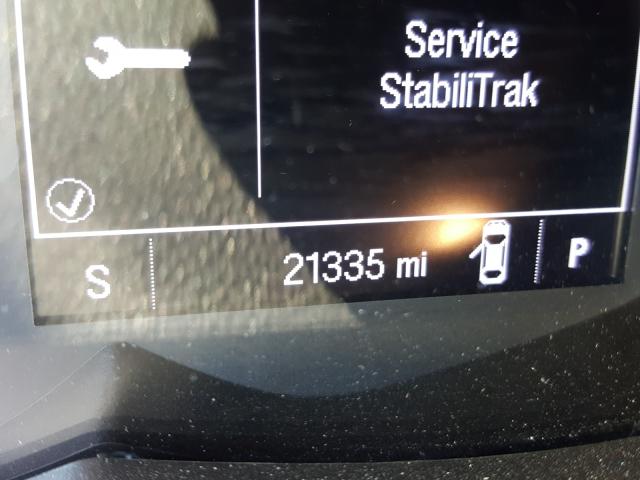 Service
StabiliTrak
S 21335 mi P